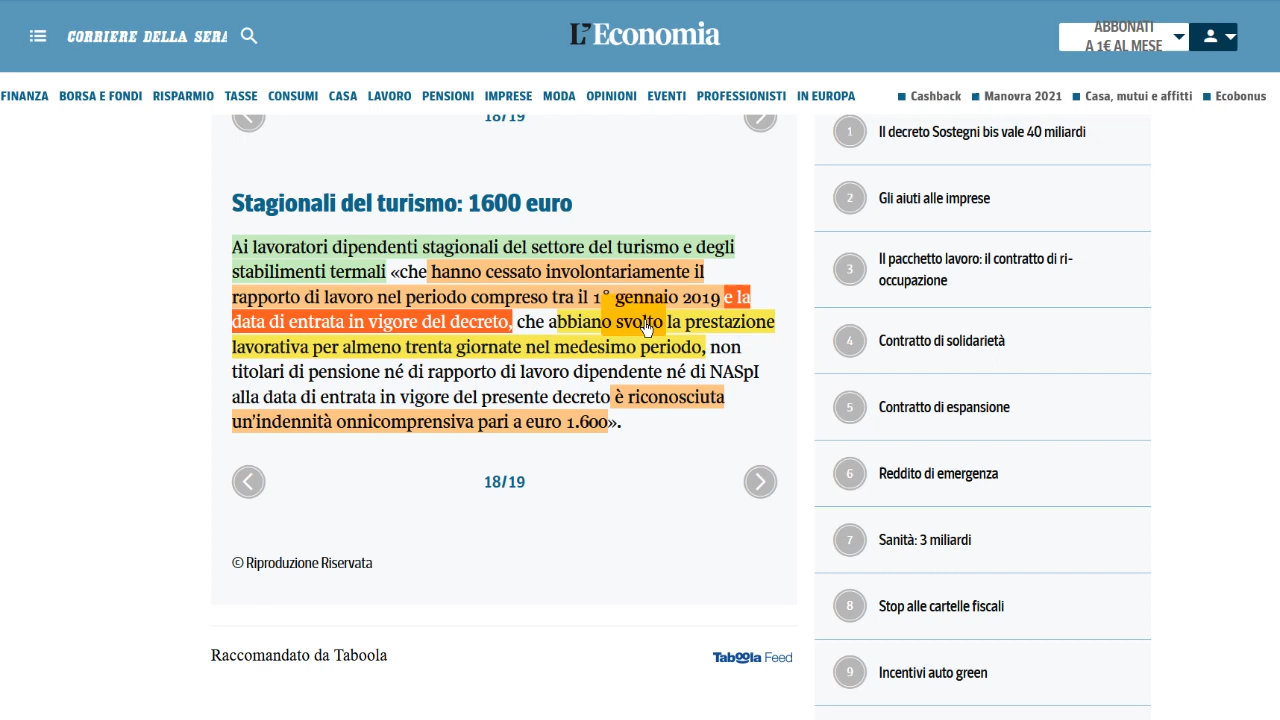 CORRIERE DELLA SERA
L'Economia
ABBONATI
A 1€ AL MESE
FINANZA BORSA E FONDI RISPARMIO TASSE CONSUMI CASA LAVORO PENSIONI IMPRESE MODA OPINIONI EVENTI PROFESSIONISTI IN EUROPA Cashback Manovra 2021 Casa, mutui e affitti Ecobonus
18/19
Stagionali del turismo: 1600 euro
Ai lavoratori dipendenti stagionali del settore del turismo e degli
stabilimenti termali «che hanno cessato involontariamente il
rapporto di lavoro nel periodo compreso tra il 1° gennaio 2019 e la
data di entrata in vigore del decreto, che abbiano svolto la prestazione
lavorativa per almeno trenta giornate nel medesimo periodo, non
titolari di pensione né di rapporto di lavoro dipendente né di NASpI
alla data di entrata in vigore del presente decreto è riconosciuta
un'indennità onnicomprensiva pari a euro 1.600».
18/19
© Riproduzione Riservata
Raccomandato da Taboola
Taboola Feed
1 Il decreto Sostegni bis vale 40 miliardi
2 Gli aiuti alle imprese
3 Il pacchetto lavoro: il contratto di ri-
occupazione
4 Contratto di solidarietà
5 Contratto di espansione
6 Reddito di emergenza
7 Sanità: 3 miliardi
8 Stop alle cartelle fiscali
9 Incentivi auto green